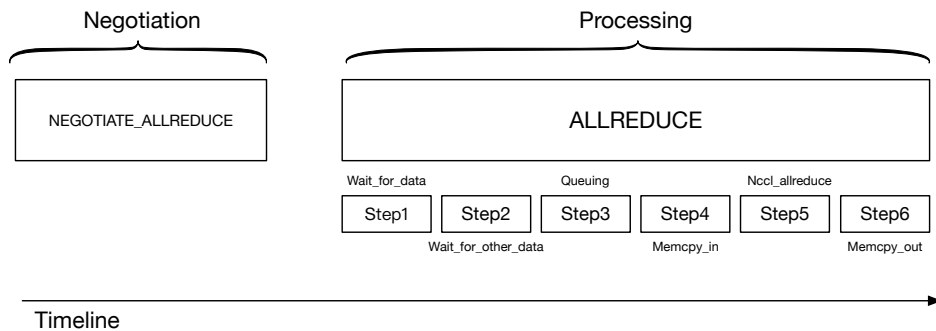 Negotiation
Processing
NEGOTIATE_ALLREDUCE
ALLREDUCE
Wait_for_data
Queuing
Nccl_allreduce
Step1
Step2
Step3
Step4
Step5
Step6
Wait_for_other_data
Memcpy_in
Memcpy_out
Timeline